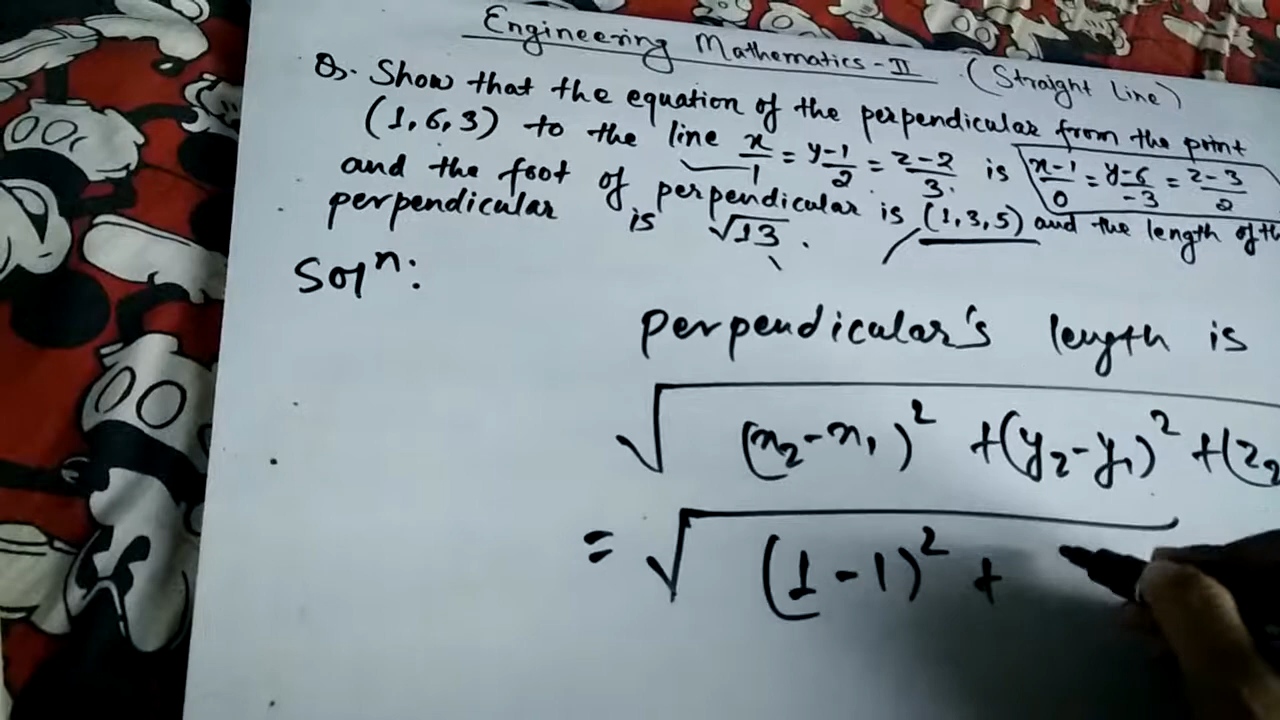 Engineering Mathematics-II (Straight Line)
Q. Show that the equation of the perpendicular from the print
(1,6,3) to the line x/1 = y-1/2 = z-2/3 is x-1/0 = y-6/-3 = z-3/2
and the foot of perpendicular is (1,3,5) and the length of th
perpendicular is √13.
Solⁿ:
perpendicular's length is
√(x₂-x₁)² +(y₂-y₁)² +(z₂
= √(1-1)² +